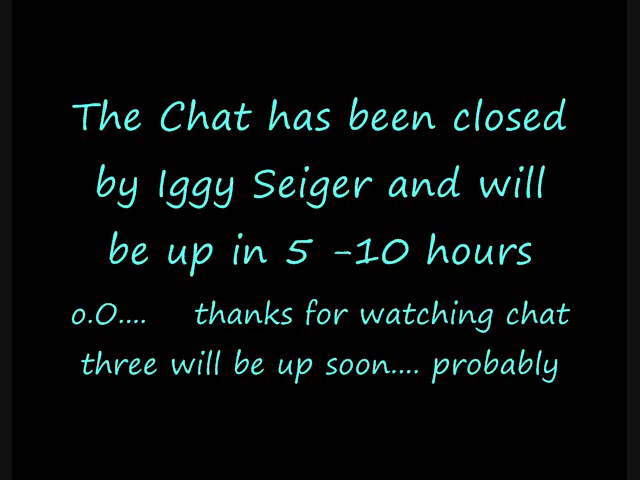 The Chat has been closed
by Iggy Seiger and will
be up in 5 -10 hours
o.O.... thanks for watching chat
three will be up soon.... probably